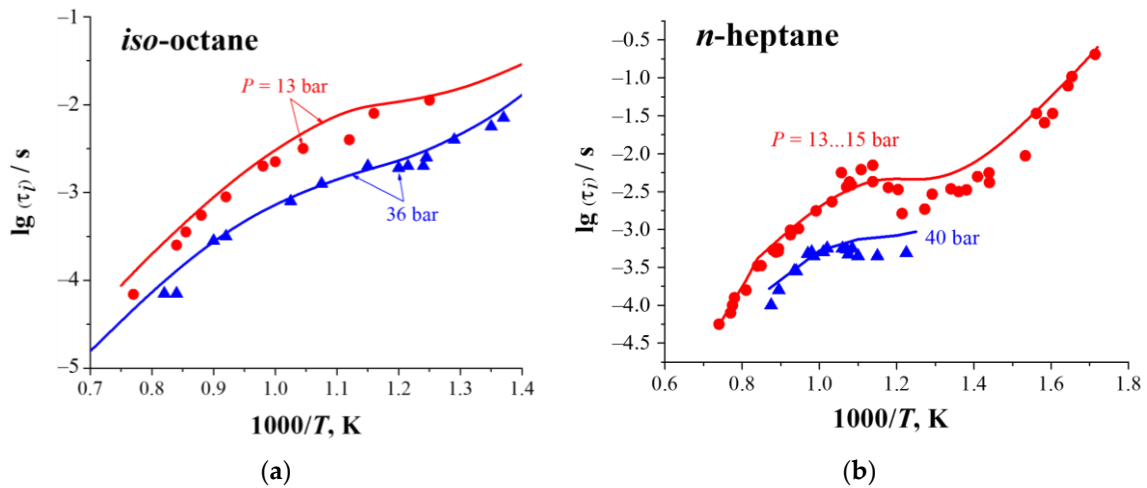 iso-octane
P = 13 bar
36 bar
lg (τi) / s
–1
–2
–3
–4
–5
0.7 0.8 0.9 1.0 1.1 1.2 1.3 1.4
1000/T, K
(a)
n-heptane
P = 13...15 bar
40 bar
lg (τi) / s
–0.5
–1.0
–1.5
–2.0
–2.5
–3.0
–3.5
–4.0
–4.5
0.6 0.8 1.0 1.2 1.4 1.6 1.8
1000/T, K
(b)